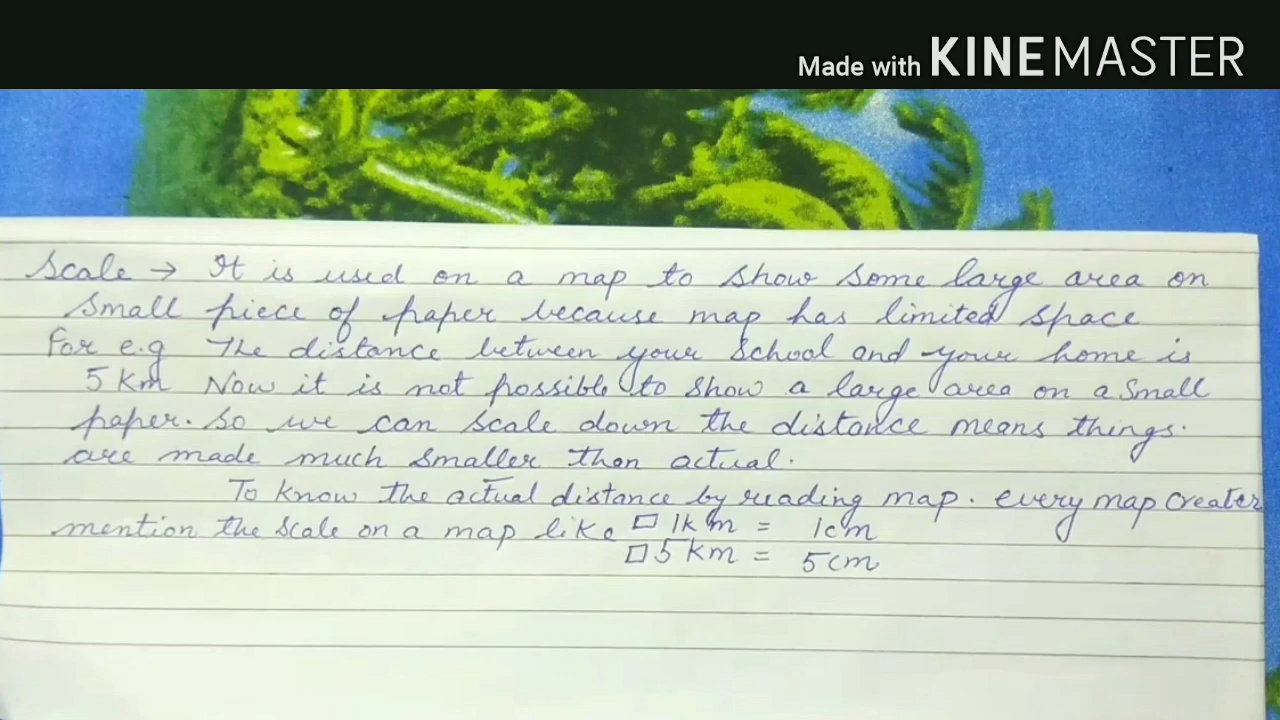 Made with KINEMASTER
Scale → It is used on a map to show some large area on
small piece of paper because map has limited space
for e.g The distance between your school and your home is
5 Km Now it is not possible to show a large area on a small
paper. So we can scale down the distance means things.
are made much smaller than actual.
To know the actual distance by reading map. every map creater
mention the scale on a map like □ 1km = 1cm
□ 5 km = 5cm